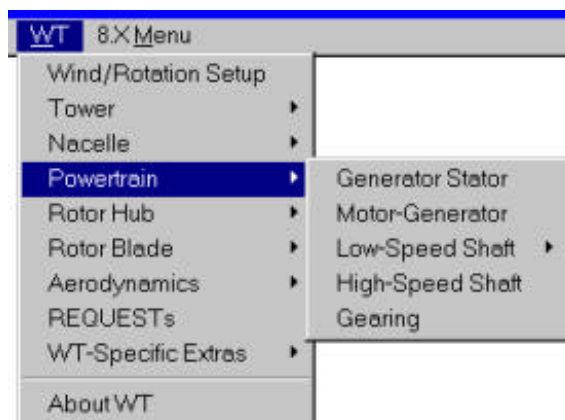 WT 8.X Menu
Wind/Rotation Setup
Tower
Nacelle
Powertrain
Rotor Hub
Rotor Blade
Aerodynamics
REQUESTs
WT-Specific Extras
About WT
Generator Stator
Motor-Generator
Low-Speed Shaft
High-Speed Shaft
Gearing